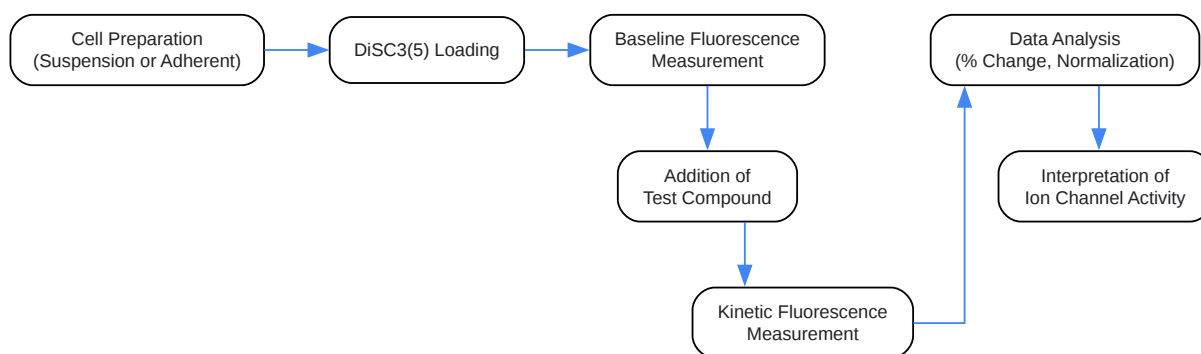 Cell Preparation
(Suspension or Adherent)
DiSC3(5) Loading
Baseline Fluorescence
Measurement
Addition of
Test Compound
Kinetic Fluorescence
Measurement
Data Analysis
(% Change, Normalization)
Interpretation of
Ion Channel Activity